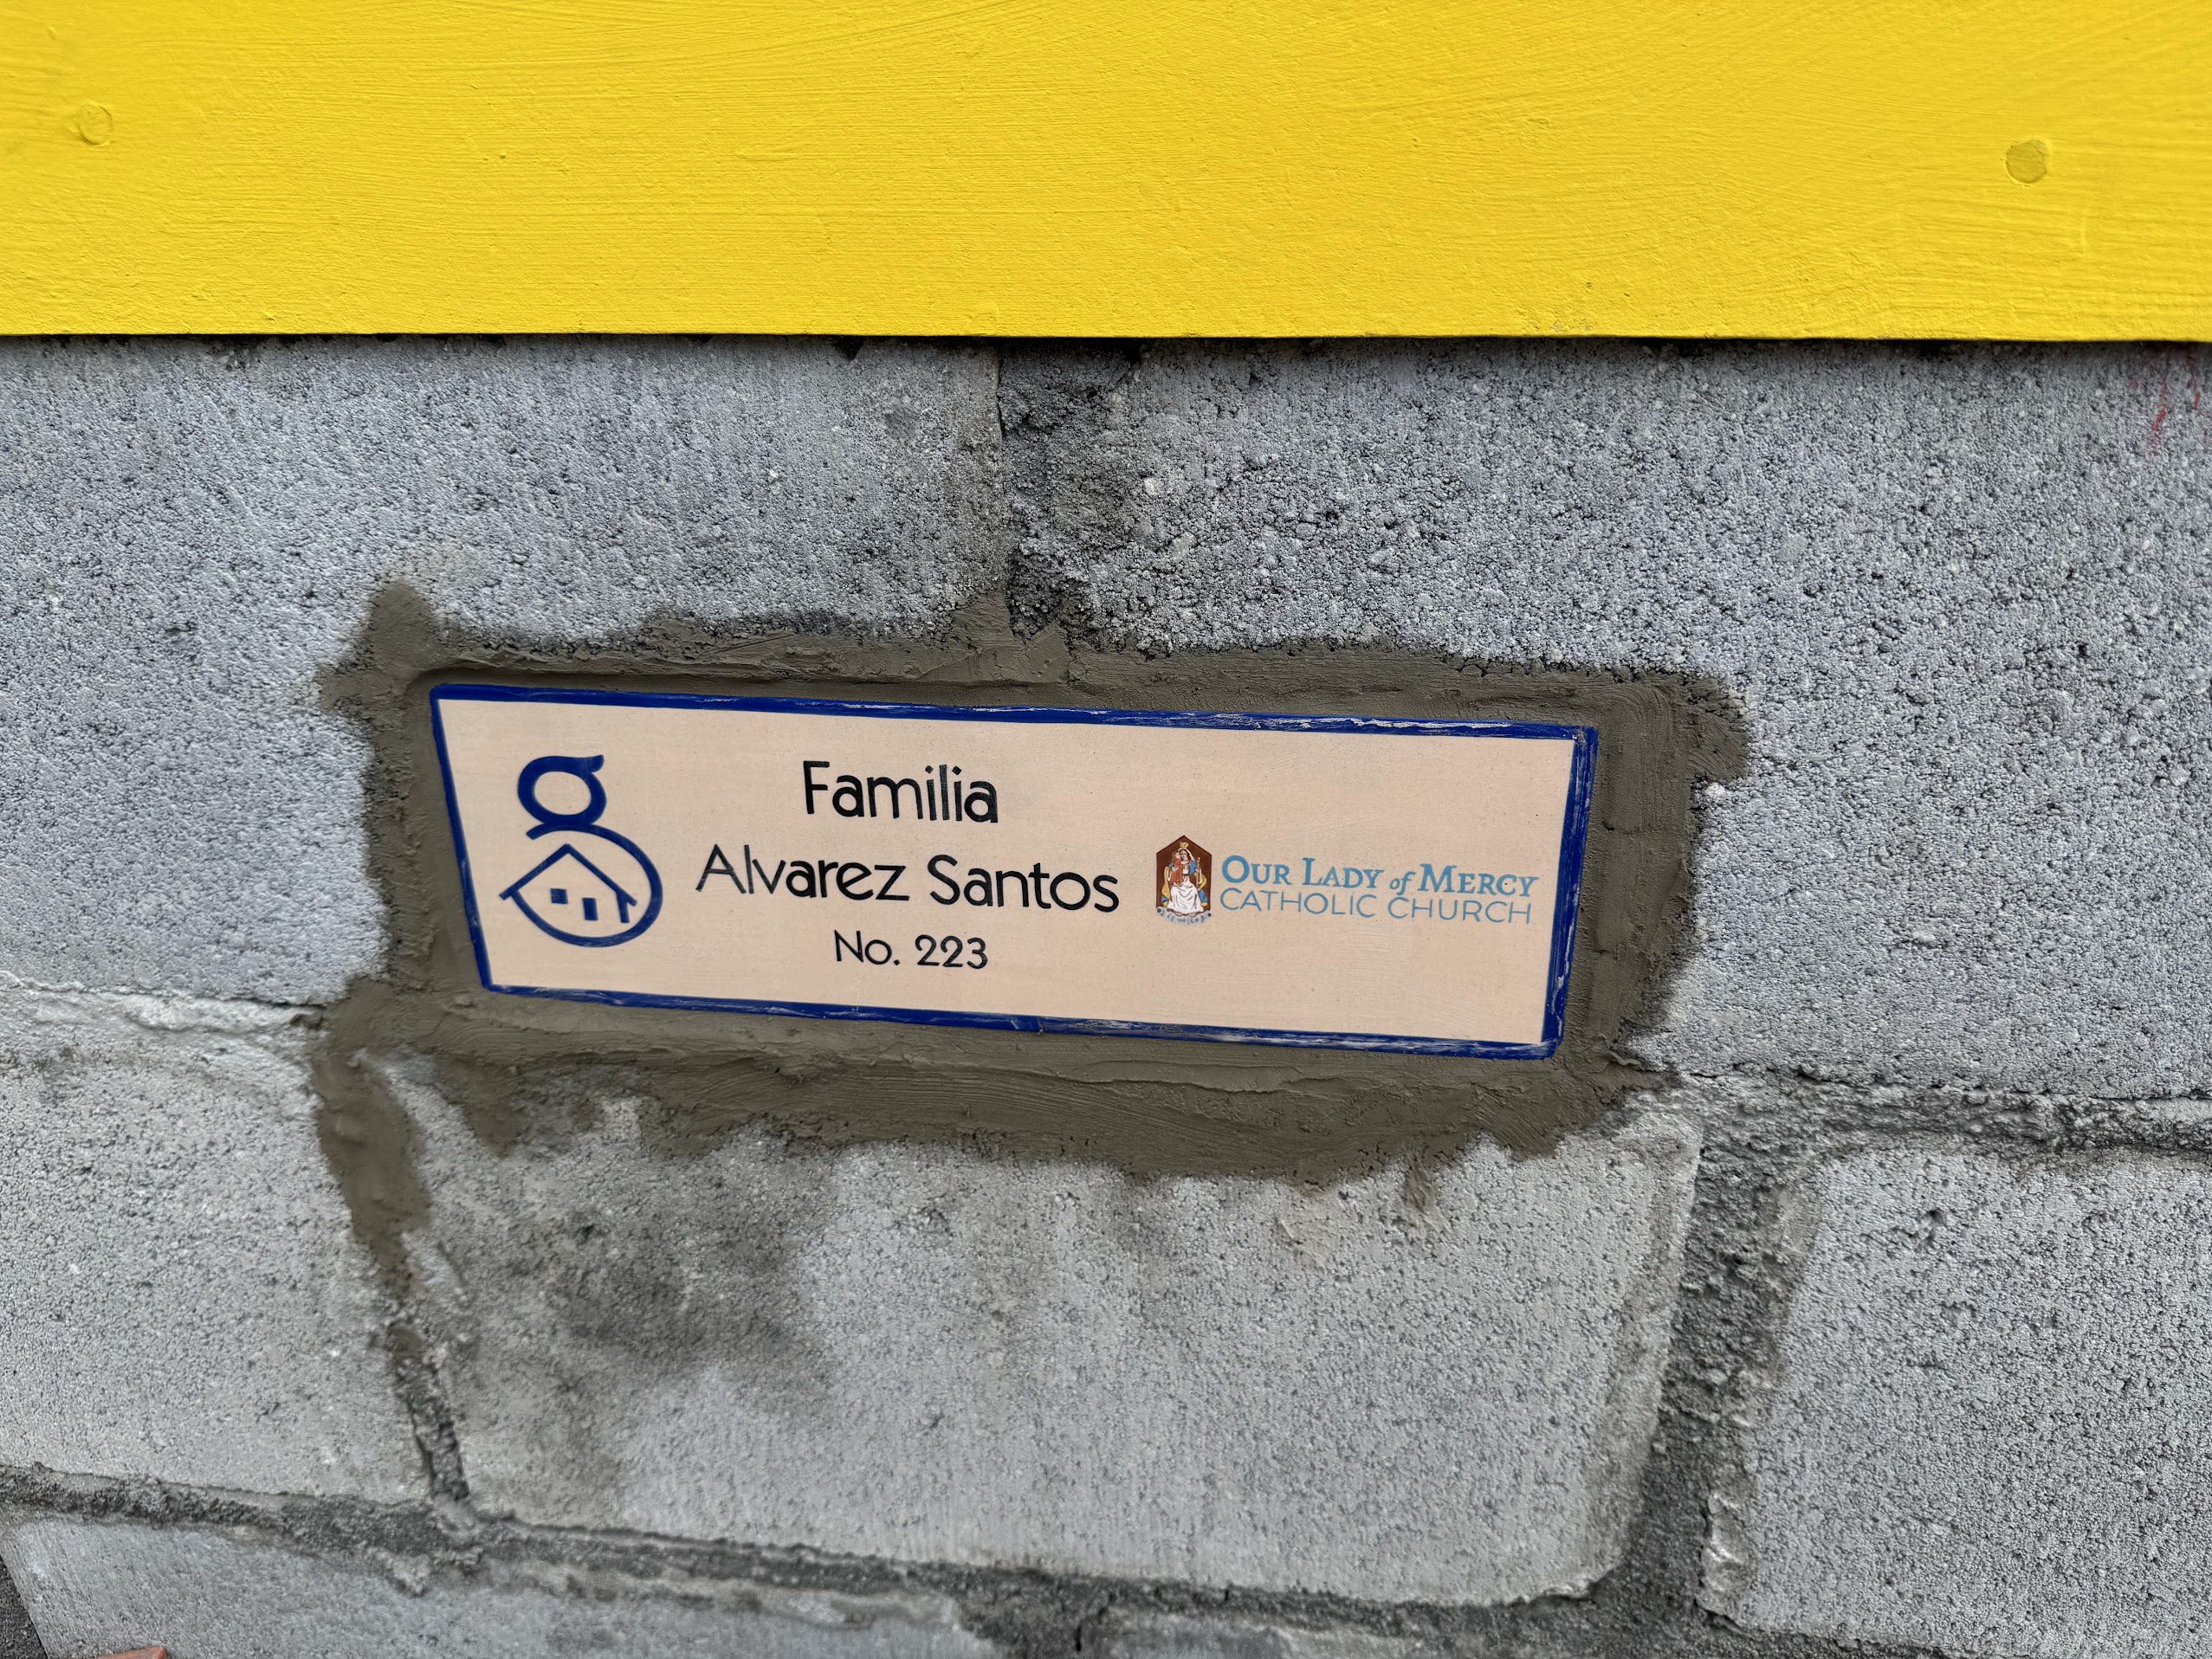 Familia
Alvarez Santos
No. 223
OUR LADY of MERCY
CATHOLIC CHURCH